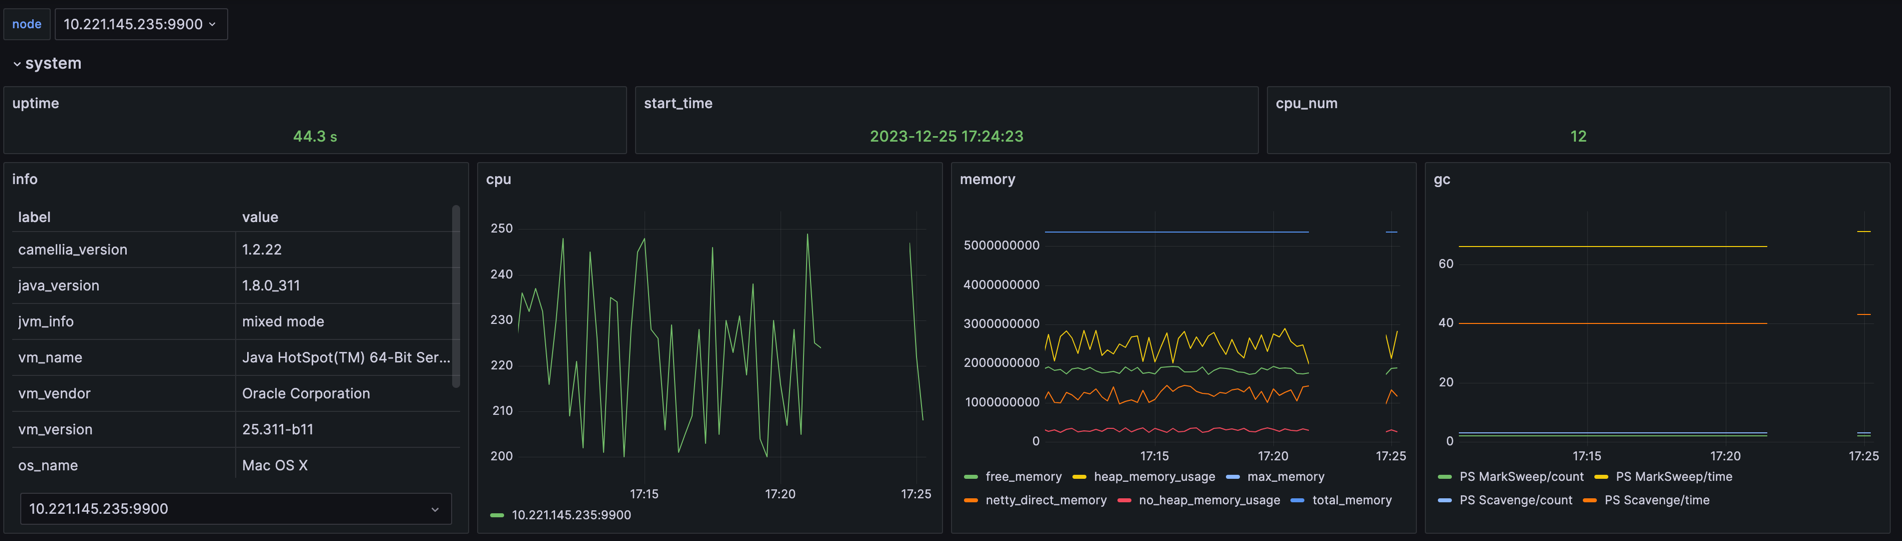 node 10.221.145.235:9900
system
uptime
44.3 s
start_time
2023-12-25 17:24:23
cpu_num
12
info
label value
camellia_version 1.2.22
java_version 1.8.0_311
jvm_info mixed mode
vm_name Java HotSpot(TM) 64-Bit Ser...
vm_vendor Oracle Corporation
vm_version 25.311-b11
os_name Mac OS X
10.221.145.235:9900
cpu
250
240
230
220
210
200
17:15 17:20 17:25
10.221.145.235:9900
memory
5000000000
4000000000
3000000000
2000000000
1000000000
0
17:15 17:20 17:25
free_memory heap_memory_usage max_memory
netty_direct_memory no_heap_memory_usage total_memory
gc
60
40
20
0
17:15 17:20 17:25
PS MarkSweep/count PS MarkSweep/time
PS Scavenge/count PS Scavenge/time